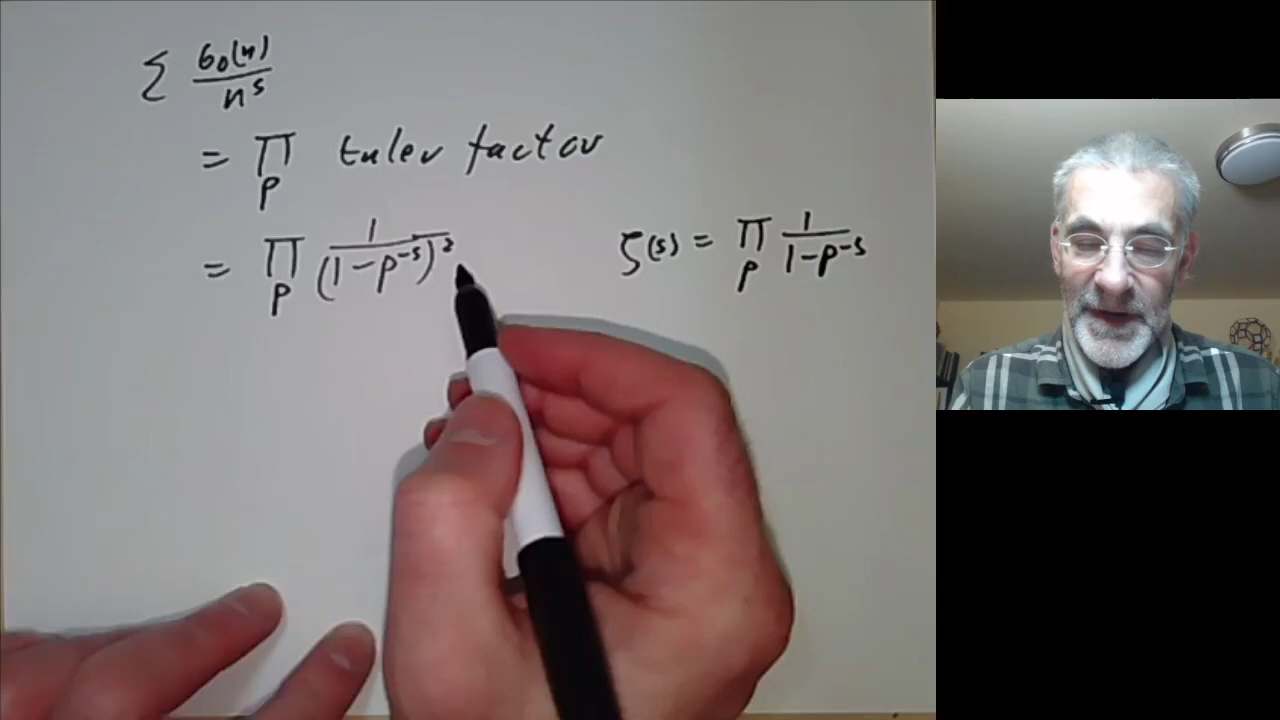 Σ σ₀(n)/n^s
= ∏_p Euler factor
= ∏_p 1/(1-p^{-s})^2
ζ(s) = ∏_p 1/(1-p^{-s})